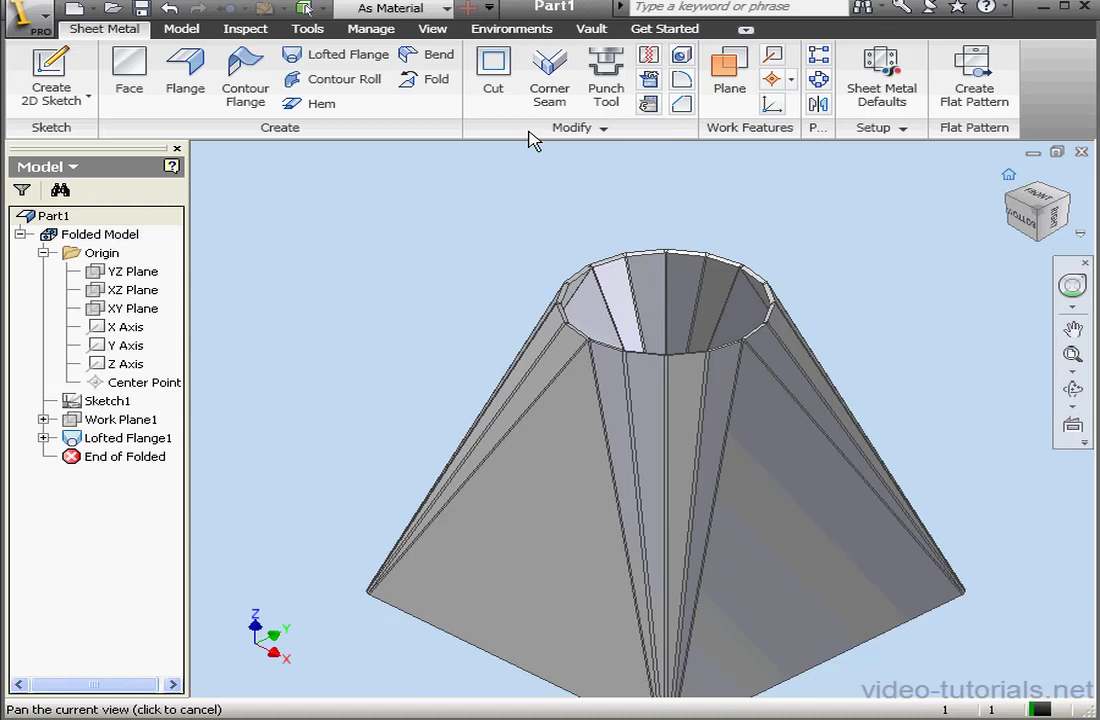 As Material
Part1
Type a keyword or phrase
PRO
Sheet Metal
Model
Inspect
Tools
Manage
View
Environments
Vault
Get Started
Create
2D Sketch
Face
Flange
Contour
Flange
Lofted Flange
Contour Roll
Hem
Bend
Fold
Cut
Corner
Seam
Punch
Tool
Plane
Sheet Metal
Defaults
Create
Flat Pattern
Sketch
Create
Modify
Work Features
P...
Setup
Flat Pattern
Model
Part1
Folded Model
Origin
YZ Plane
XZ Plane
XY Plane
X Axis
Y Axis
Z Axis
Center Point
Sketch1
Work Plane1
Lofted Flange1
End of Folded
FRONT
BOTTOM
RIGHT
Z
Y
X
video-tutorials.net
Pan the current view (click to cancel)
1
1